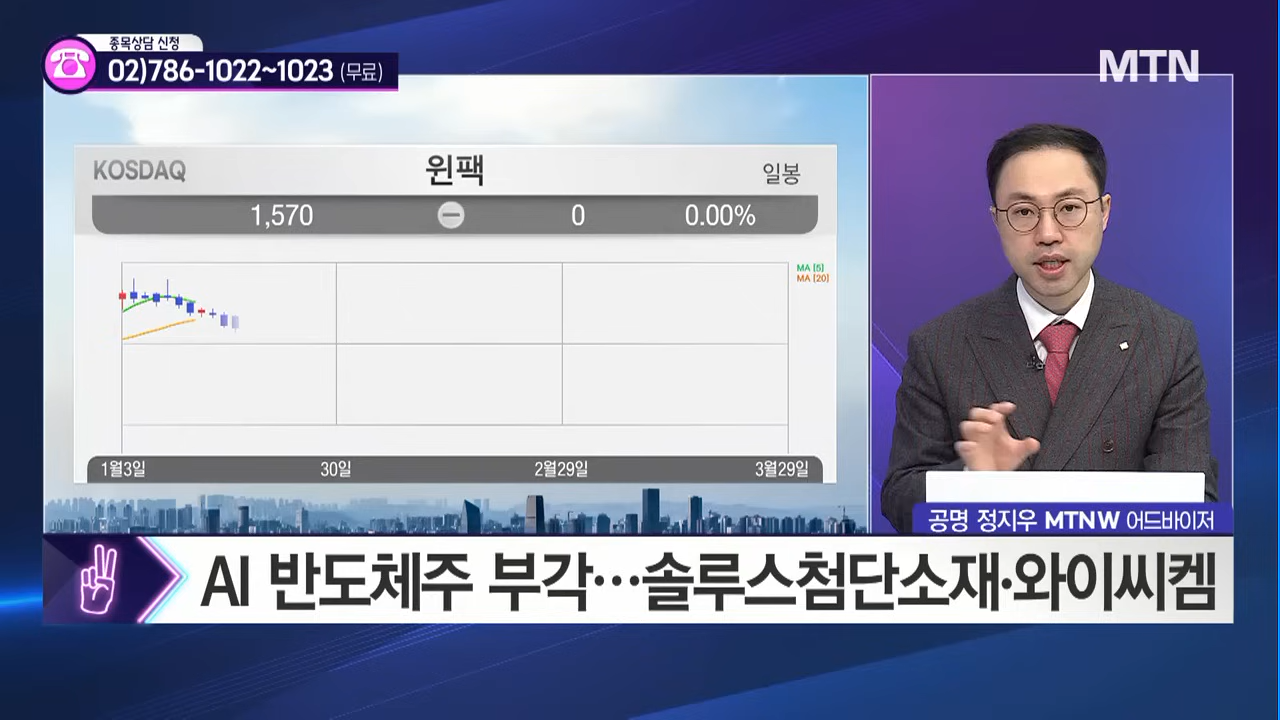 종목상담 신청
02)786-1022~1023 (무료)
MTN
KOSDAQ 윈팩 일봉
1,570 0 0.00%
MA [5]
MA [20]
1월3일 30일 2월29일 3월29일
공명 정지우 MTNW 어드바이저
AI 반도체주 부각…솔루스첨단소재·와이씨켐